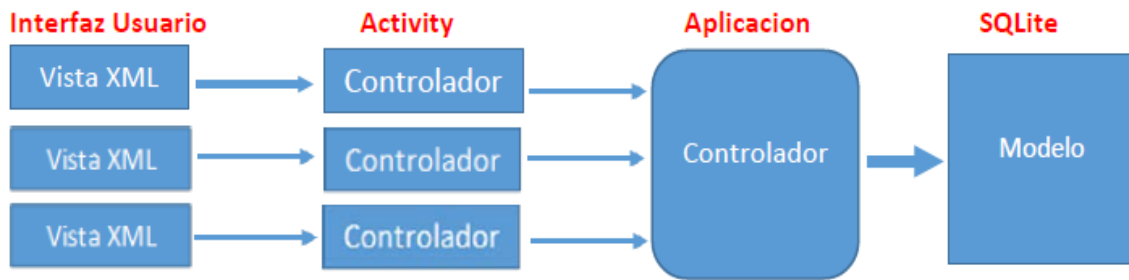 Interfaz Usuario
Activity
Aplicacion
SQLite
Vista XML
Controlador
Vista XML
Controlador
Controlador
Modelo
Vista XML
Controlador